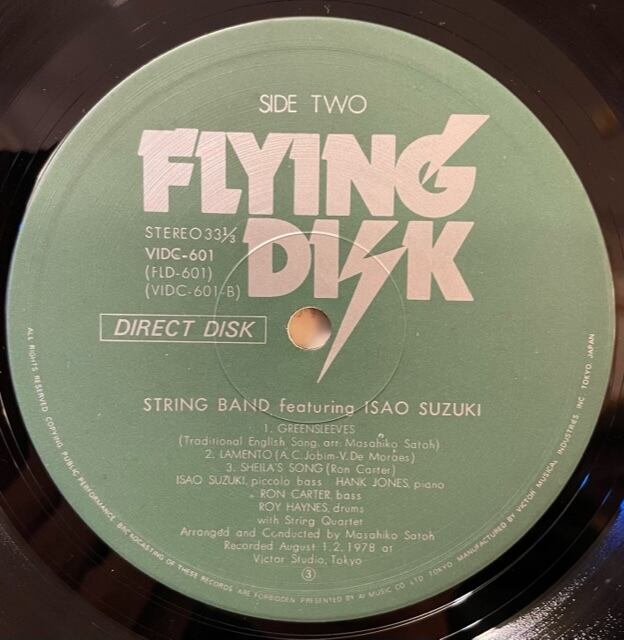 SIDE TWO
FLYING
DISK
STEREO 33⅓
VIDC-601
(FLD-601)
(VIDC-601-B)
DIRECT DISK
STRING BAND featuring ISAO SUZUKI
1. GREENSLEEVES
(Traditional English Song, arr. Masahiko Satoh)
2. LAMENTO (A.C. Jobim-V. De Moraes)
3. SHEILA'S SONG (Ron Carter)
ISAO SUZUKI, piccolo bass HANK JONES, piano
RON CARTER, bass
ROY HAYNES, drums
with String Quartet
Arranged and Conducted by Masahiko Satoh
Recorded August 1. 2. 1978 at
Victor Studio, Tokyo
3
ALL RIGHTS RESERVED COPYING PUBLIC PERFORMANCE, BROADCASTING OF THESE RECORDS ARE FORBIDDEN PRESENTED BY AI MUSIC CO LTD TOKYO MANUFACTURED BY VICTOR MUSICAL INDUSTRIES, INC. TOKYO, JAPAN